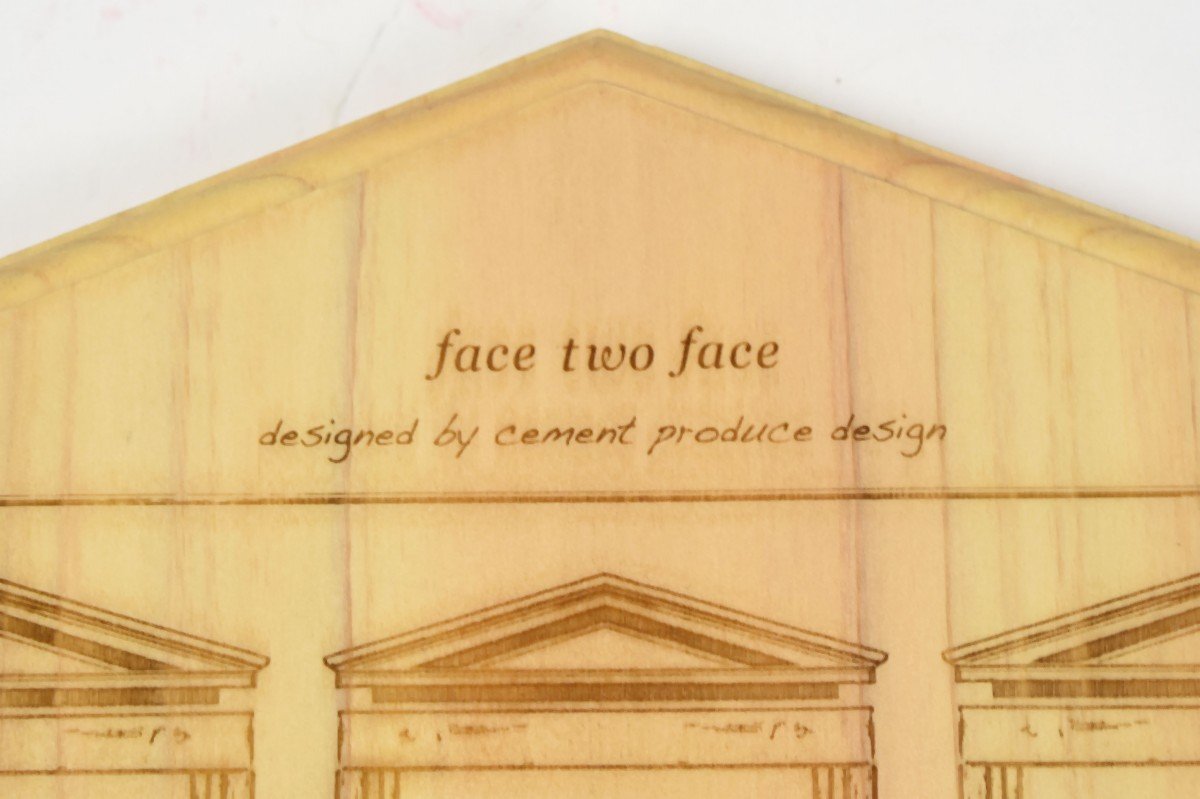 face two face
designed by cement produce design